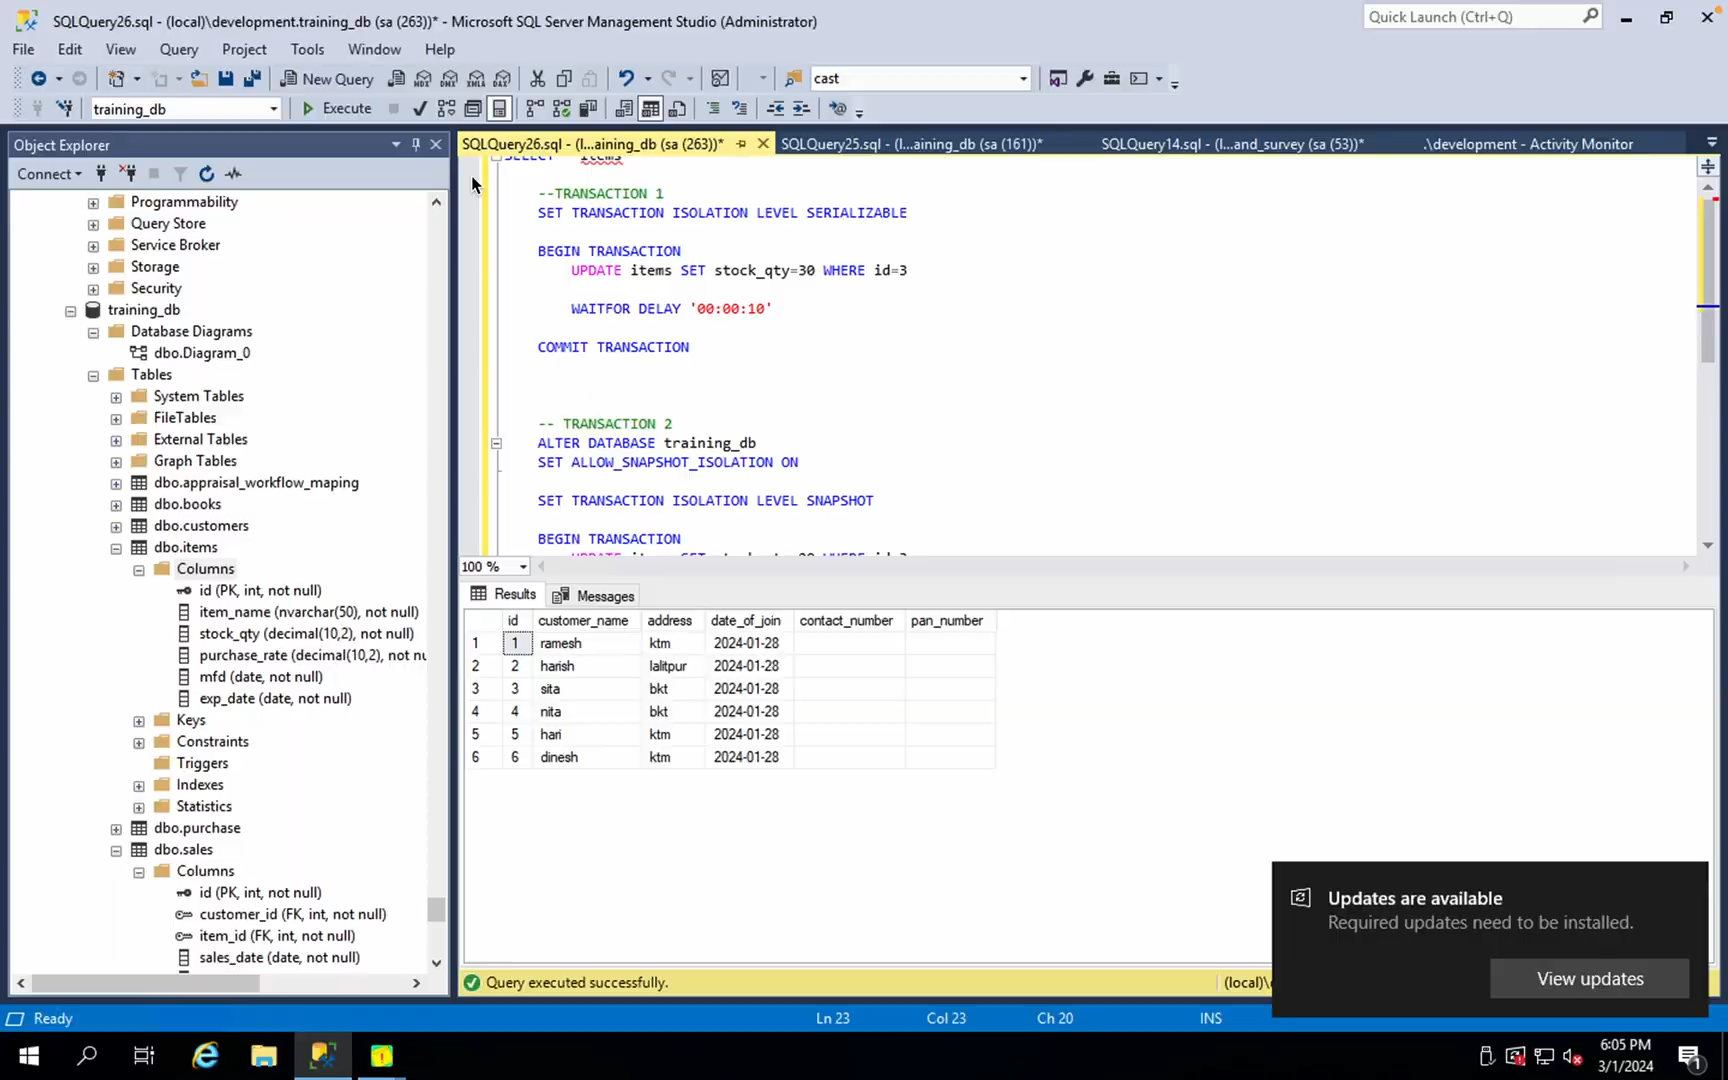 SQLQuery26.sql - (local)\development.training_db (sa (263))* - Microsoft SQL Server Management Studio (Administrator)
Quick Launch (Ctrl+Q)
File Edit View Query Project Tools Window Help
New Query
MDX DMX XMLA DAX
cast
training_db
Execute
Object Explorer
SQLQuery26.sql - (l...aining_db (sa (263))*
SQLQuery25.sql - (l...aining_db (sa (161))*
SQLQuery14.sql - (l...and_survey (sa (53))*
.\development - Activity Monitor
Connect
Programmability
Query Store
Service Broker
Storage
Security
training_db
Database Diagrams
dbo.Diagram_0
Tables
System Tables
FileTables
External Tables
Graph Tables
dbo.appraisal_workflow_maping
dbo.books
dbo.customers
dbo.items
Columns
id (PK, int, not null)
item_name (nvarchar(50), not null)
stock_qty (decimal(10,2), not null)
purchase_rate (decimal(10,2), not nu
mfd (date, not null)
exp_date (date, not null)
Keys
Constraints
Triggers
Indexes
Statistics
dbo.purchase
dbo.sales
Columns
id (PK, int, not null)
customer_id (FK, int, not null)
item_id (FK, int, not null)
sales_date (date, not null)
SELECT items
--TRANSACTION 1
SET TRANSACTION ISOLATION LEVEL SERIALIZABLE
BEGIN TRANSACTION
UPDATE items SET stock_qty=30 WHERE id=3
WAITFOR DELAY '00:00:10'
COMMIT TRANSACTION
-- TRANSACTION 2
ALTER DATABASE training_db
SET ALLOW_SNAPSHOT_ISOLATION ON
SET TRANSACTION ISOLATION LEVEL SNAPSHOT
BEGIN TRANSACTION
100 %
Results Messages
id customer_name address date_of_join contact_number pan_number
1 1 ramesh ktm 2024-01-28
2 2 harish lalitpur 2024-01-28
3 3 sita bkt 2024-01-28
4 4 nita bkt 2024-01-28
5 5 hari ktm 2024-01-28
6 6 dinesh ktm 2024-01-28
Updates are available
Required updates need to be installed.
View updates
Query executed successfully.
(local)\
Ready
Ln 23
Col 23
Ch 20
INS
6:05 PM
3/1/2024
1